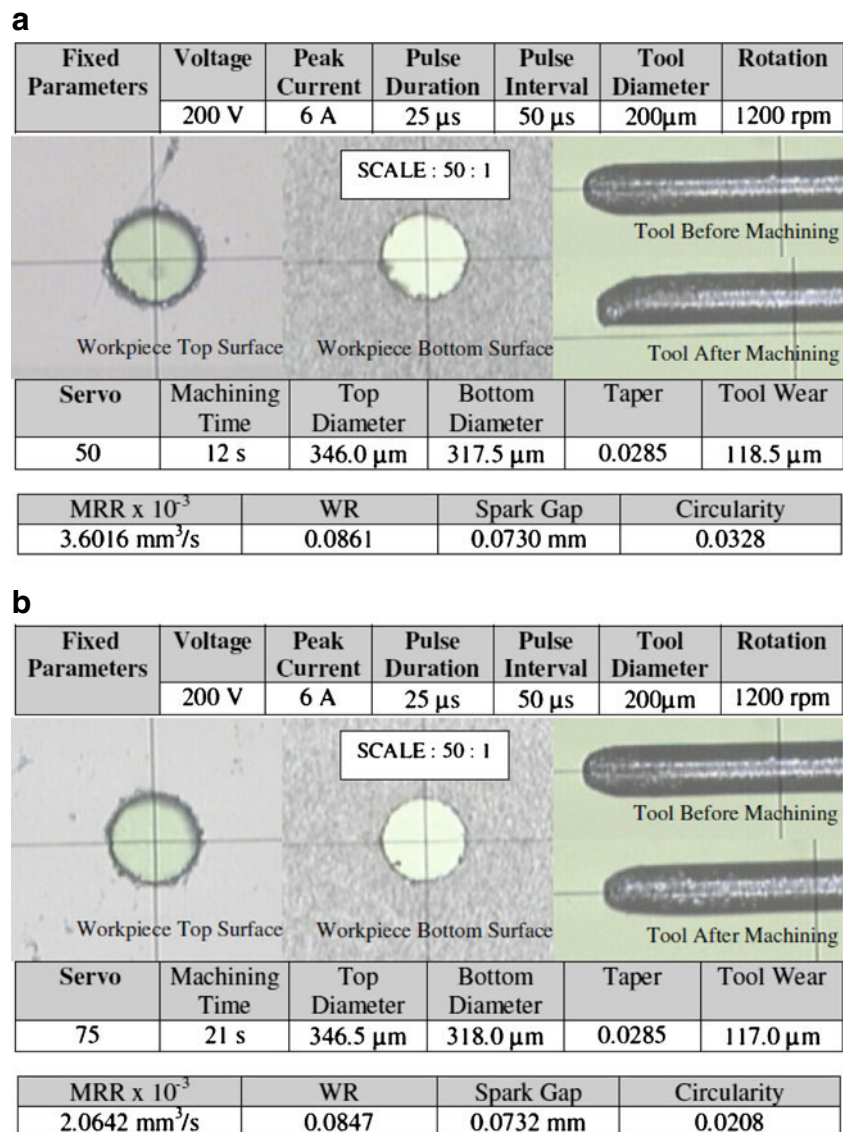 a
Fixed Parameters Voltage Peak Current Pulse Duration Pulse Interval Tool Diameter Rotation
200 V 6 A 25 µs 50 µs 200µm 1200 rpm
SCALE : 50 : 1
Tool Before Machining
Workpiece Top Surface Workpiece Bottom Surface Tool After Machining
Servo Machining Time Top Diameter Bottom Diameter Taper Tool Wear
50 12 s 346.0 µm 317.5 µm 0.0285 118.5 µm
MRR x 10⁻³ WR Spark Gap Circularity
3.6016 mm³/s 0.0861 0.0730 mm 0.0328
b
Fixed Parameters Voltage Peak Current Pulse Duration Pulse Interval Tool Diameter Rotation
200 V 6 A 25 µs 50 µs 200µm 1200 rpm
SCALE : 50 : 1
Tool Before Machining
Workpiece Top Surface Workpiece Bottom Surface Tool After Machining
Servo Machining Time Top Diameter Bottom Diameter Taper Tool Wear
75 21 s 346.5 µm 318.0 µm 0.0285 117.0 µm
MRR x 10⁻³ WR Spark Gap Circularity
2.0642 mm³/s 0.0847 0.0732 mm 0.0208